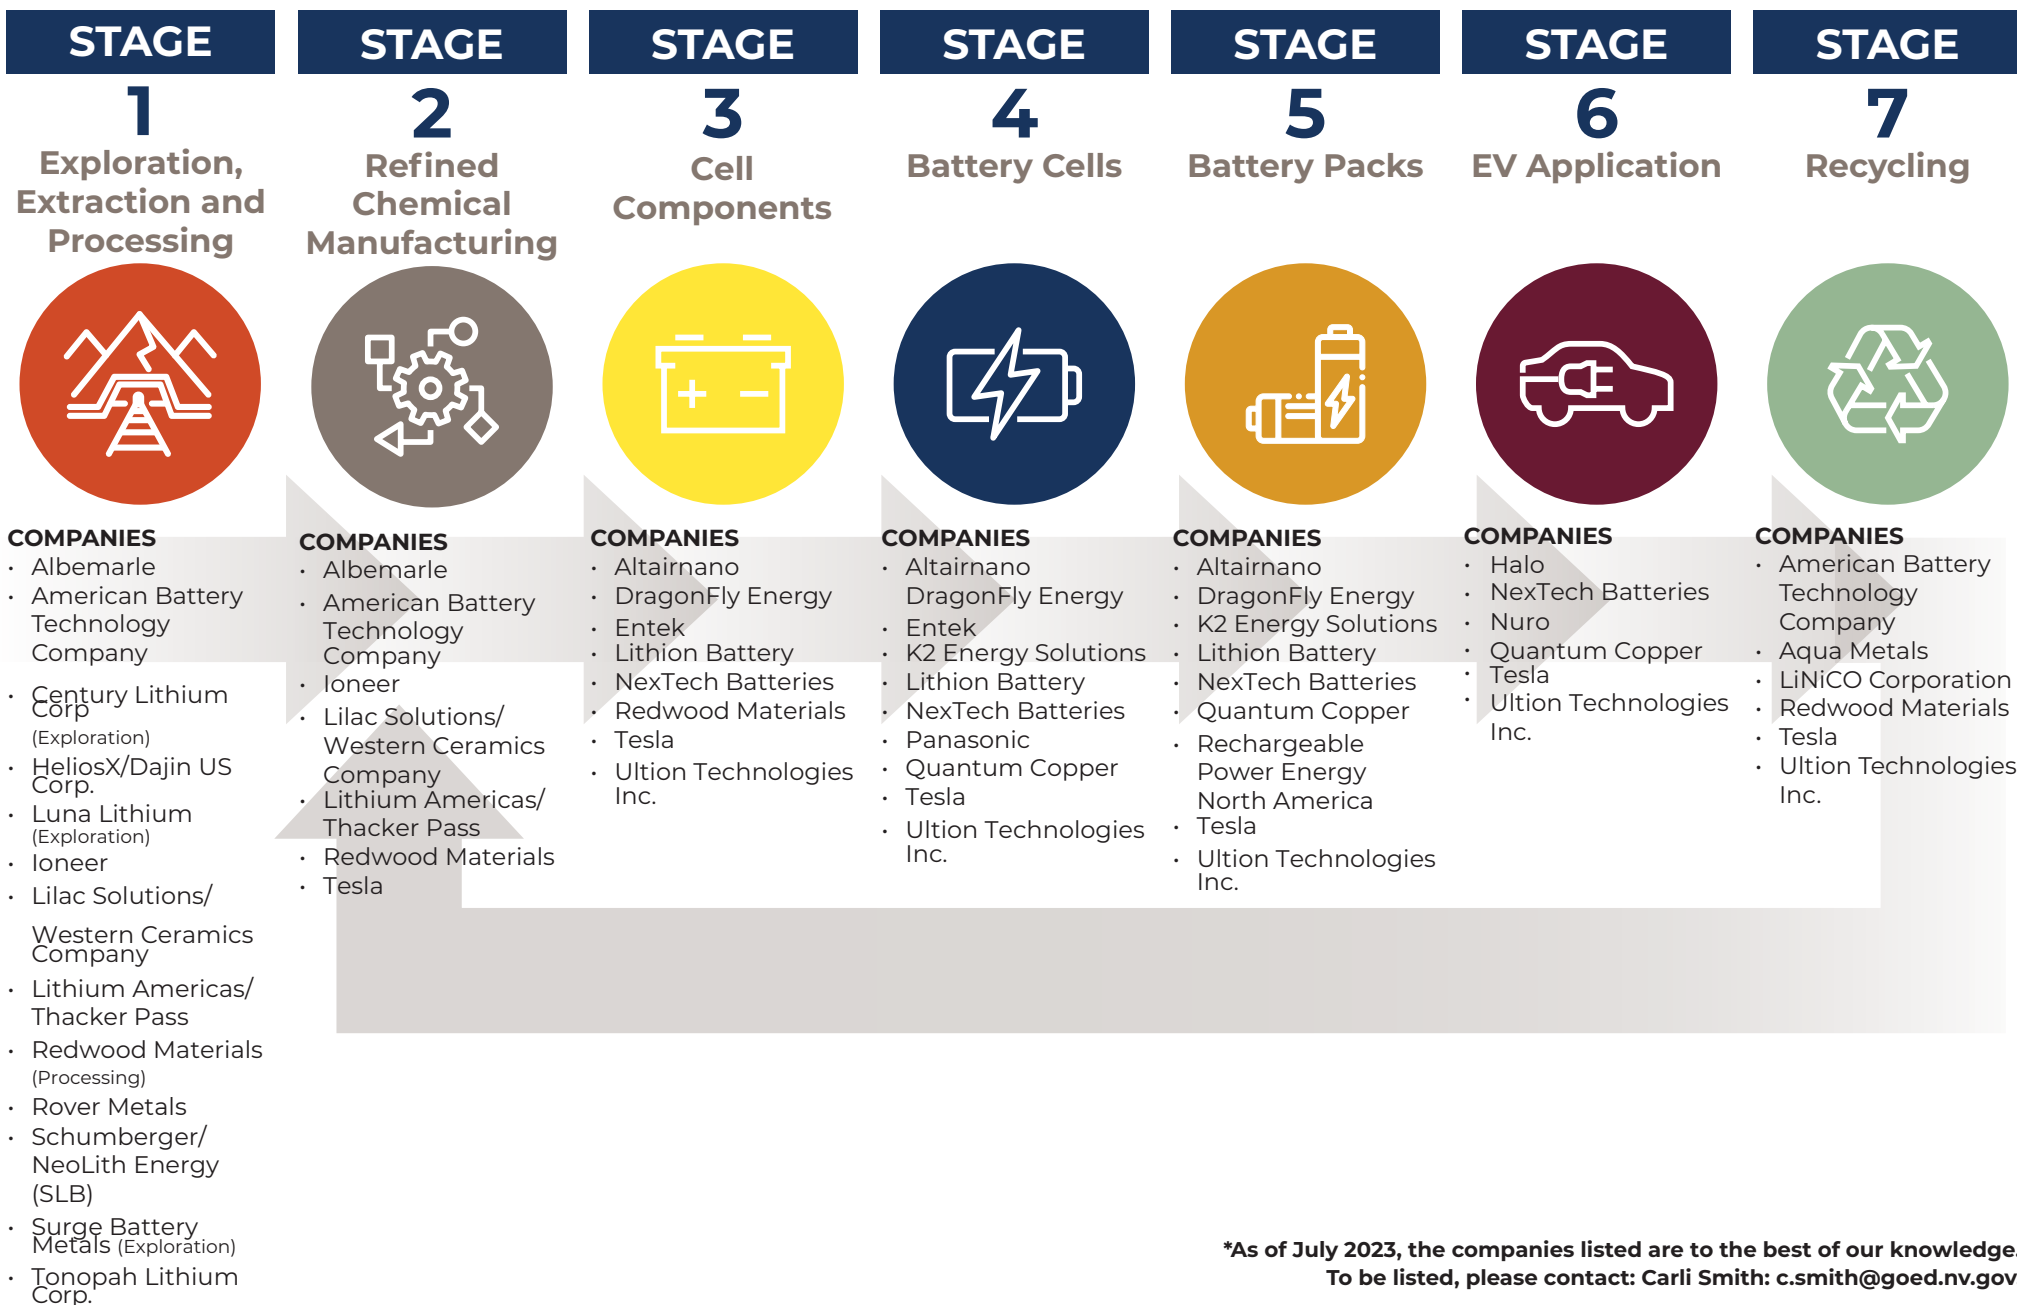 STAGE
1
Exploration,
Extraction and
Processing
COMPANIES
· Albemarle
· American Battery
Technology
Company
· Century Lithium
Corp
(Exploration)
· HeliosX/Dajin US
Corp.
· Luna Lithium
(Exploration)
· Ioneer
· Lilac Solutions/
Western Ceramics
Company
· Lithium Americas/
Thacker Pass
· Redwood Materials
(Processing)
· Rover Metals
· Schumberger/
NeoLith Energy
(SLB)
· Surge Battery
Metals (Exploration)
· Tonopah Lithium
Corp.
STAGE
2
Refined
Chemical
Manufacturing
COMPANIES
· Albemarle
· American Battery
Technology
Company
· Ioneer
· Lilac Solutions/
Western Ceramics
Company
· Lithium Americas/
Thacker Pass
· Redwood Materials
· Tesla
STAGE
3
Cell
Components
COMPANIES
· Altairnano
· DragonFly Energy
· Entek
· Lithion Battery
· NexTech Batteries
· Redwood Materials
· Tesla
· Ultion Technologies
Inc.
STAGE
4
Battery Cells
COMPANIES
· Altairnano
DragonFly Energy
· Entek
· K2 Energy Solutions
· Lithion Battery
· NexTech Batteries
· Panasonic
· Quantum Copper
· Tesla
· Ultion Technologies
Inc.
STAGE
5
Battery Packs
COMPANIES
· Altairnano
· DragonFly Energy
· K2 Energy Solutions
· Lithion Battery
· NexTech Batteries
· Quantum Copper
· Rechargeable
Power Energy
North America
· Tesla
· Ultion Technologies
Inc.
STAGE
6
EV Application
COMPANIES
· Halo
· NexTech Batteries
· Nuro
· Quantum Copper
· Tesla
· Ultion Technologies
Inc.
STAGE
7
Recycling
COMPANIES
· American Battery
Technology
Company
· Aqua Metals
· LiNiCO Corporation
· Redwood Materials
· Tesla
· Ultion Technologies
Inc.
*As of July 2023, the companies listed are to the best of our knowledge.
To be listed, please contact: Carli Smith: c.smith@goed.nv.gov